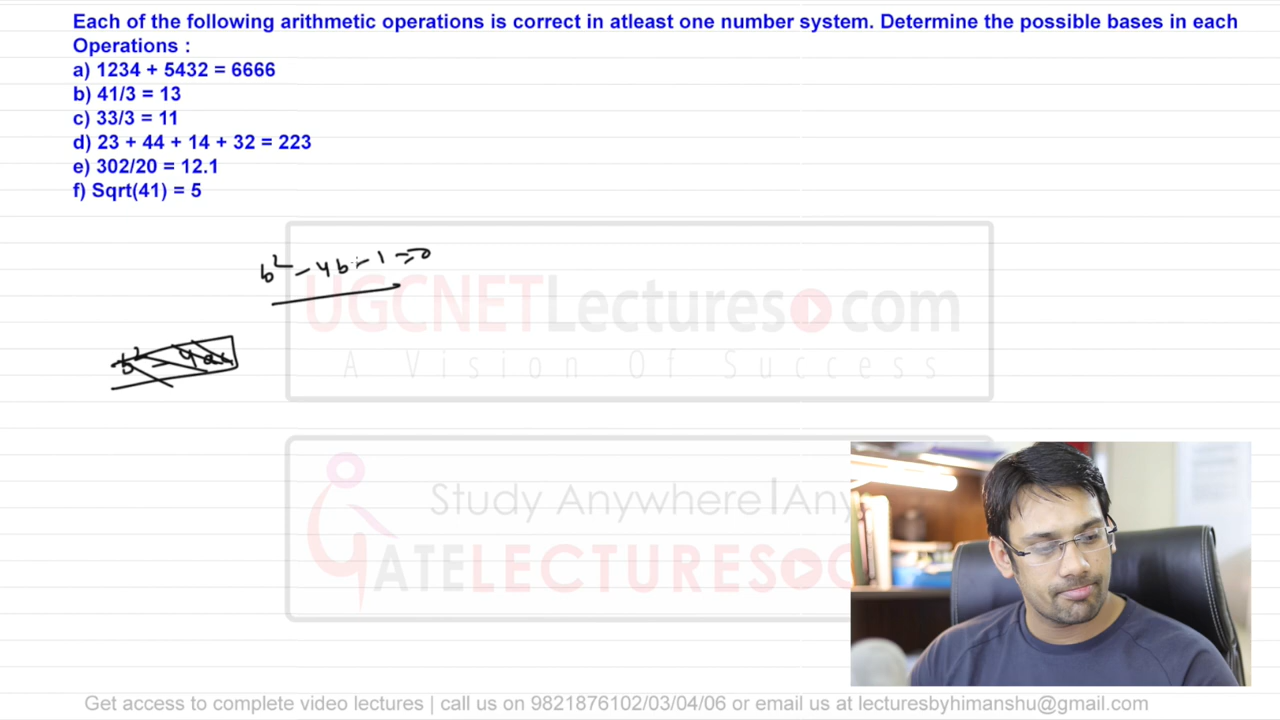 Each of the following arithmetic operations is correct in atleast one number system. Determine the possible bases in each
Operations :
a) 1234 + 5432 = 6666
b) 41/3 = 13
c) 33/3 = 11
d) 23 + 44 + 14 + 32 = 223
e) 302/20 = 12.1
f) Sqrt(41) = 5
b² - 4b - 1 = 0
UGCNETLectures.com
A Vision Of Success
b² - 4ac
Study Anywhere|Any
GATELECTURES
Get access to complete video lectures | call us on 9821876102/03/04/06 or email us at lecturesbyhimanshu@gmail.com